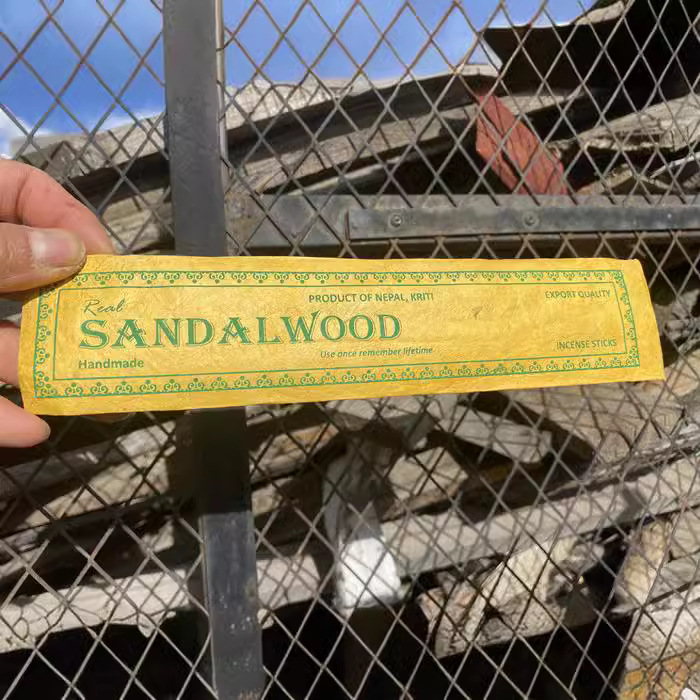 PRODUCT OF NEPAL, KRITI
EXPORT QUALITY
Real
SANDALWOOD
Use once remember lifetime
Handmade
INCENSE STICKS